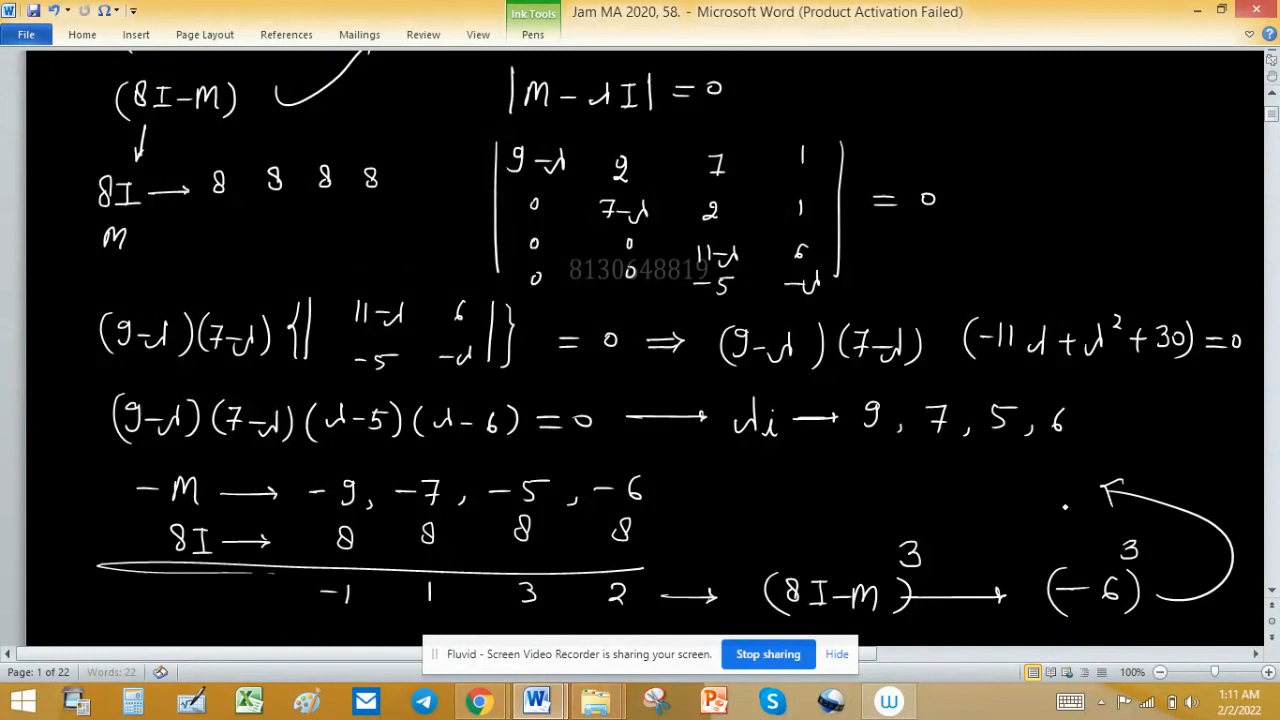 Jam MA 2020, 58. - Microsoft Word (Product Activation Failed)
Ink Tools
File Home Insert Page Layout References Mailings Review View Pens
(8I-M)
|M - λI| = 0
8I → 8 8 8 8
M
9-λ 2 7 1
0 7-λ 2 1
0 0 11-λ 6
0 0 -5 -λ
= 0
8130648819
(9-λ)(7-λ) {| 11-λ 6
-5 -λ |} = 0 ⇒ (9-λ)(7-λ) (-11λ + λ² + 30) = 0
(9-λ)(7-λ)(λ-5)(λ-6) = 0 → λi → 9, 7, 5, 6
-M → -9, -7, -5, -6
8I → 8 8 8 8
-1 1 3 2 → (8I-M)³ → (-6)³
Fluvid - Screen Video Recorder is sharing your screen. Stop sharing Hide
Page: 1 of 22 Words: 22 100%
1:11 AM
2/2/2022